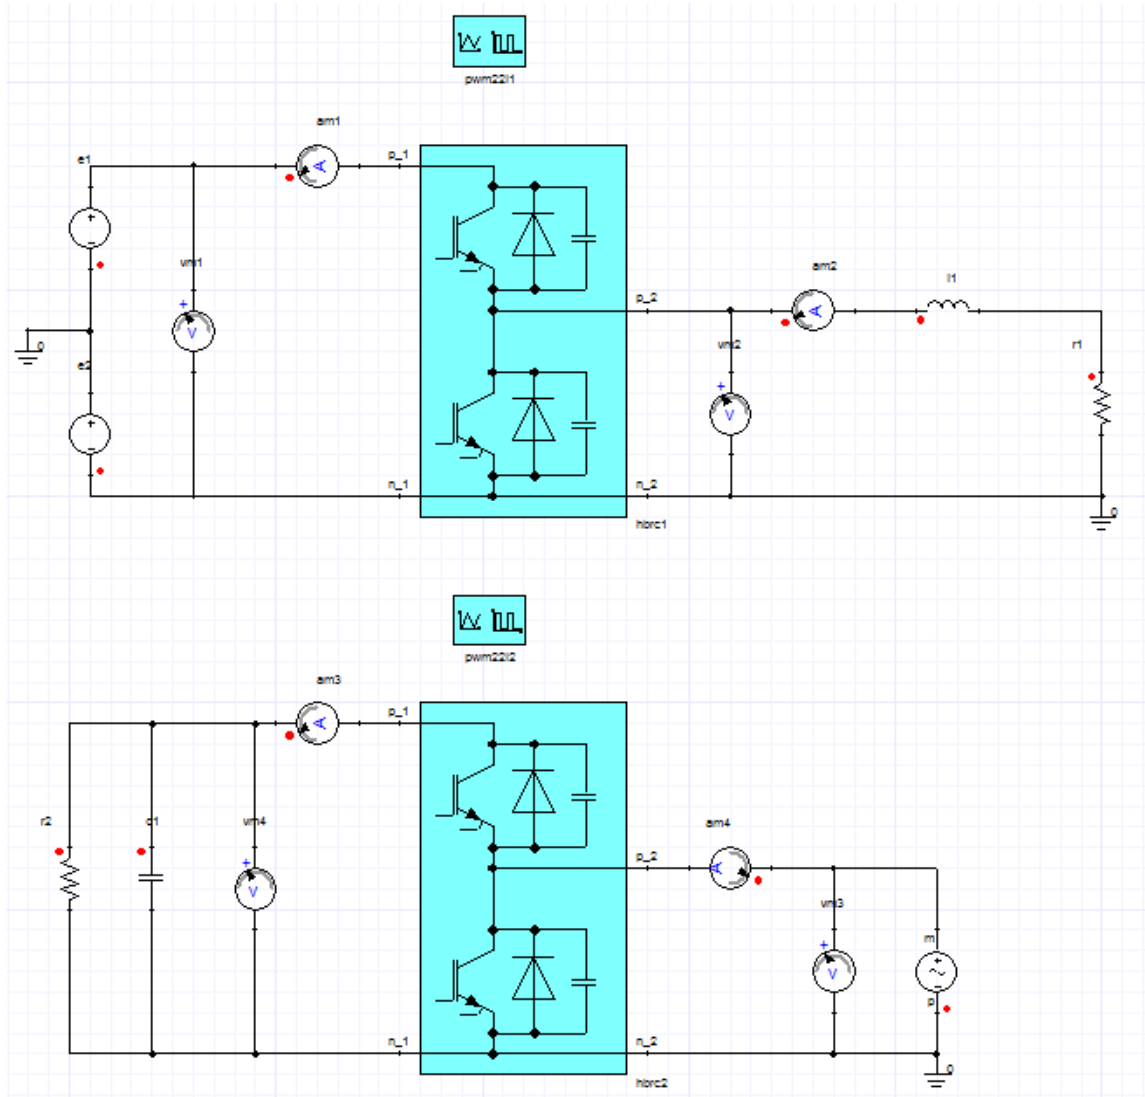 pwm22l1
am1
e1
p_1
vm1
am2
l1
p_2
0
vm2
r1
e2
n_1
n_2
0
hbrc1
pwm22l2
am3
p_1
r2
c1
vm4
am4
p_2
vm3
m
p
n_1
n_2
0
hbrc2